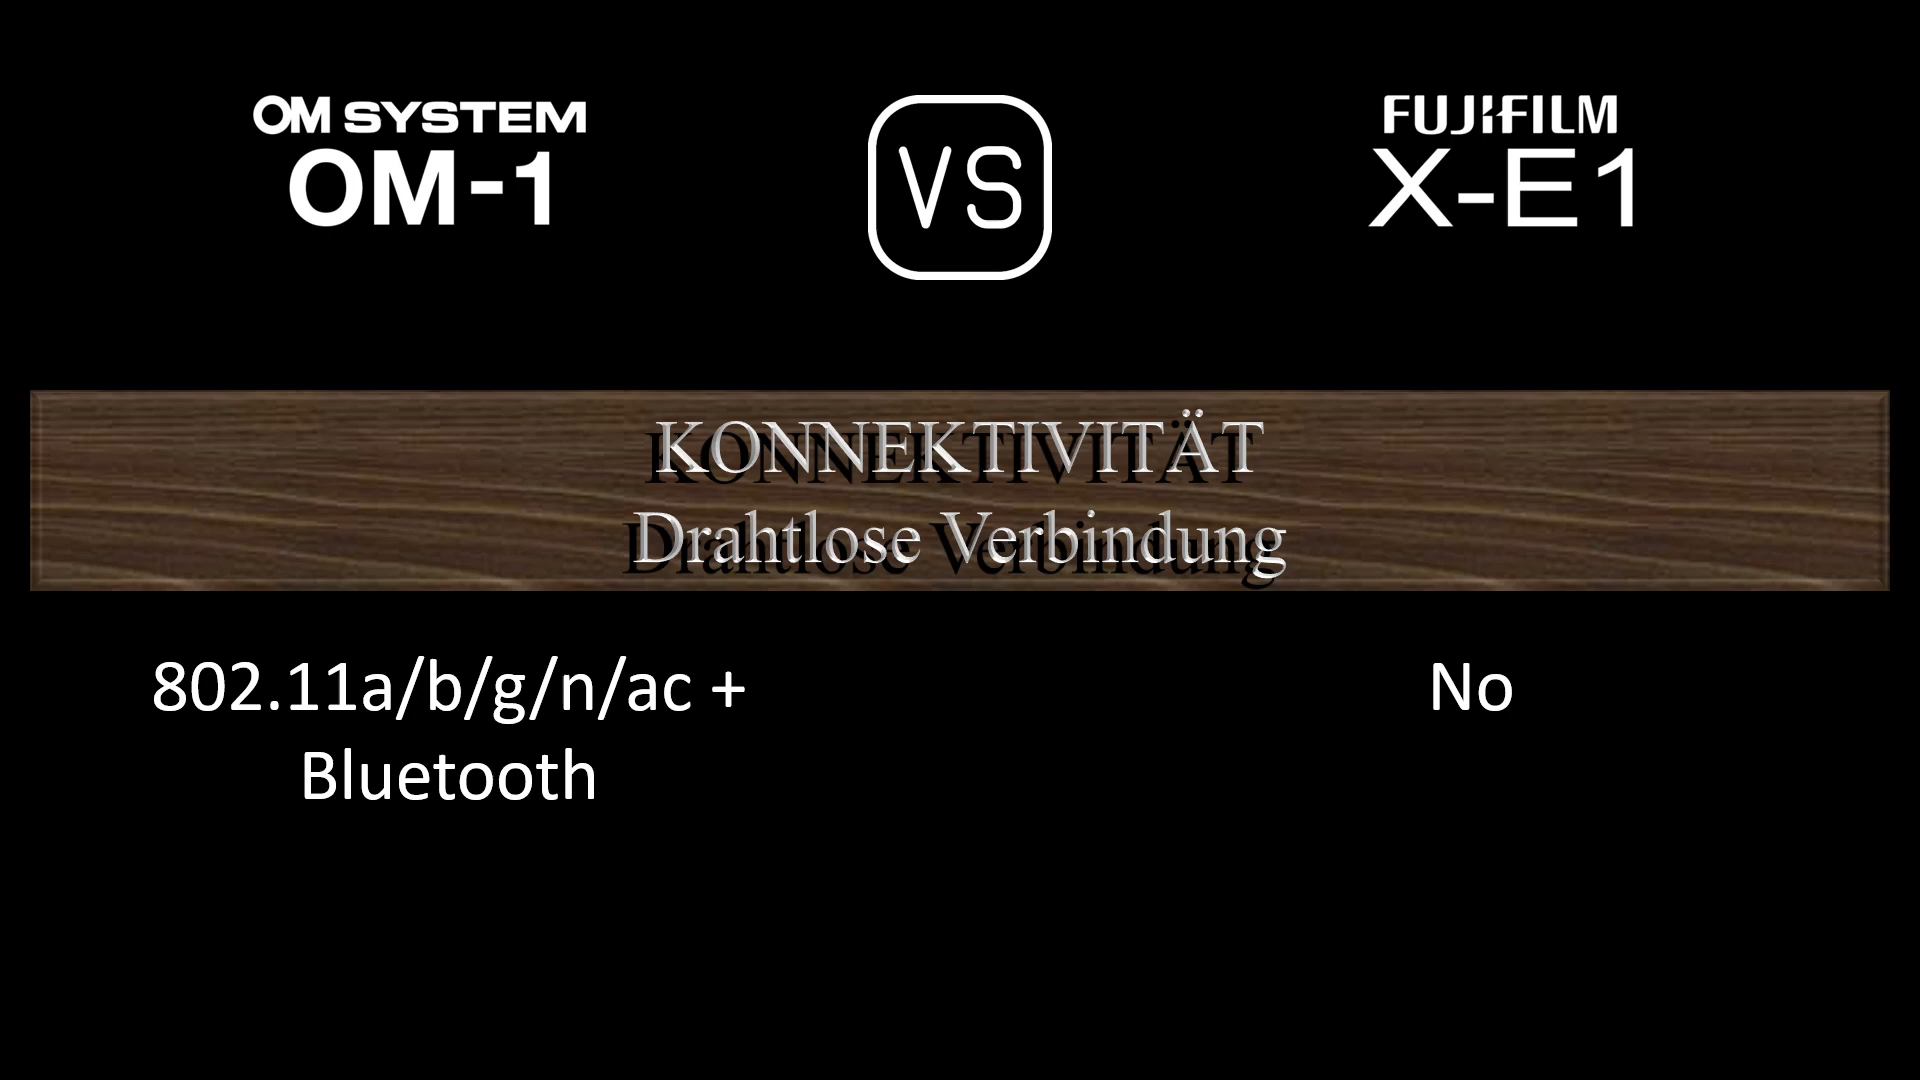 OM SYSTEM
OM-1
VS
FUJIFILM
X-E1
KONNEKTIVITÄT
Drahtlose Verbindung
802.11a/b/g/n/ac +
Bluetooth
No